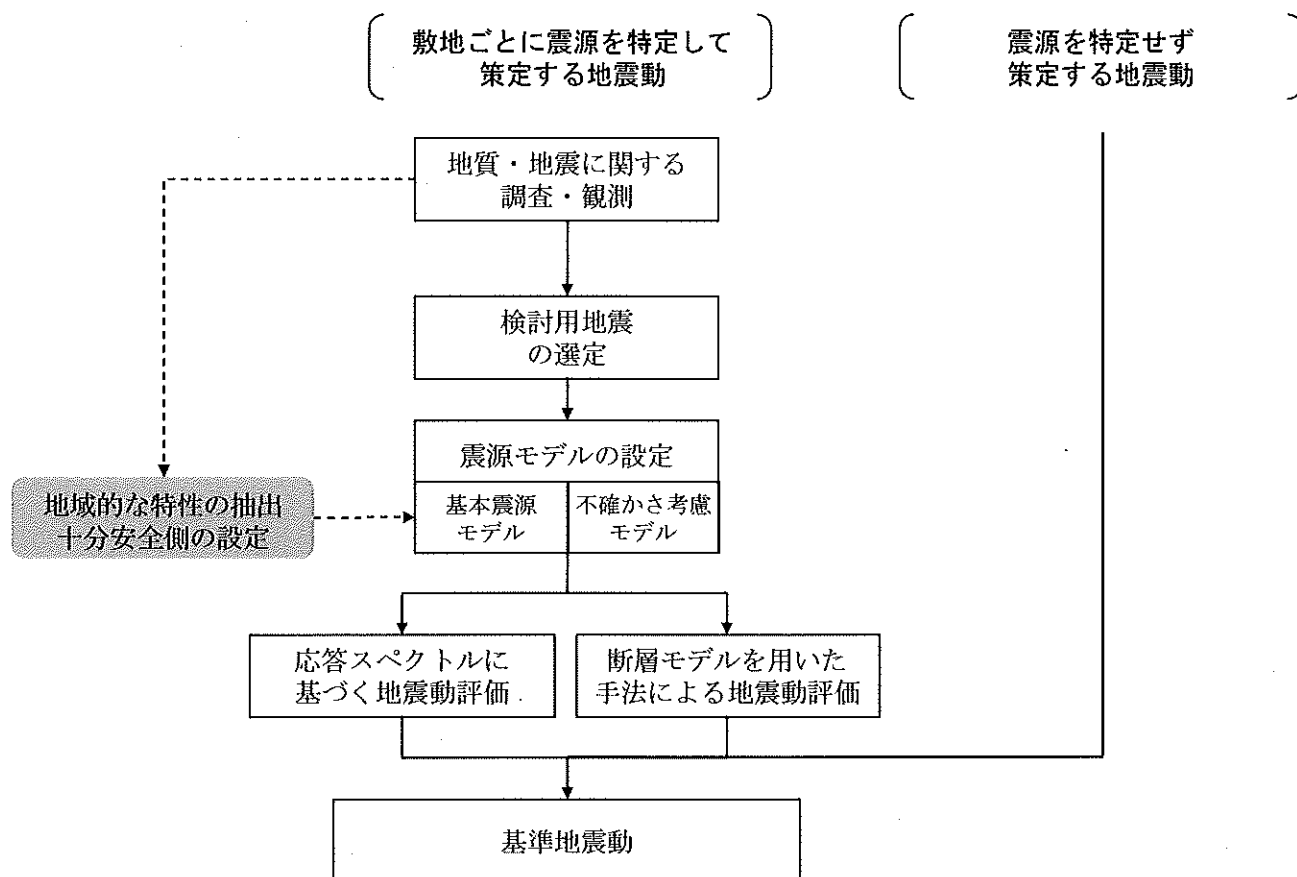 敷地ごとに震源を特定して
策定する地震動
震源を特定せず
策定する地震動
地質・地震に関する
調査・観測
検討用地震
の選定
震源モデルの設定
基本震源
モデル
不確かさ考慮
モデル
地域的な特性の抽出
十分安全側の設定
応答スペクトルに
基づく地震動評価
断層モデルを用いた
手法による地震動評価
基準地震動